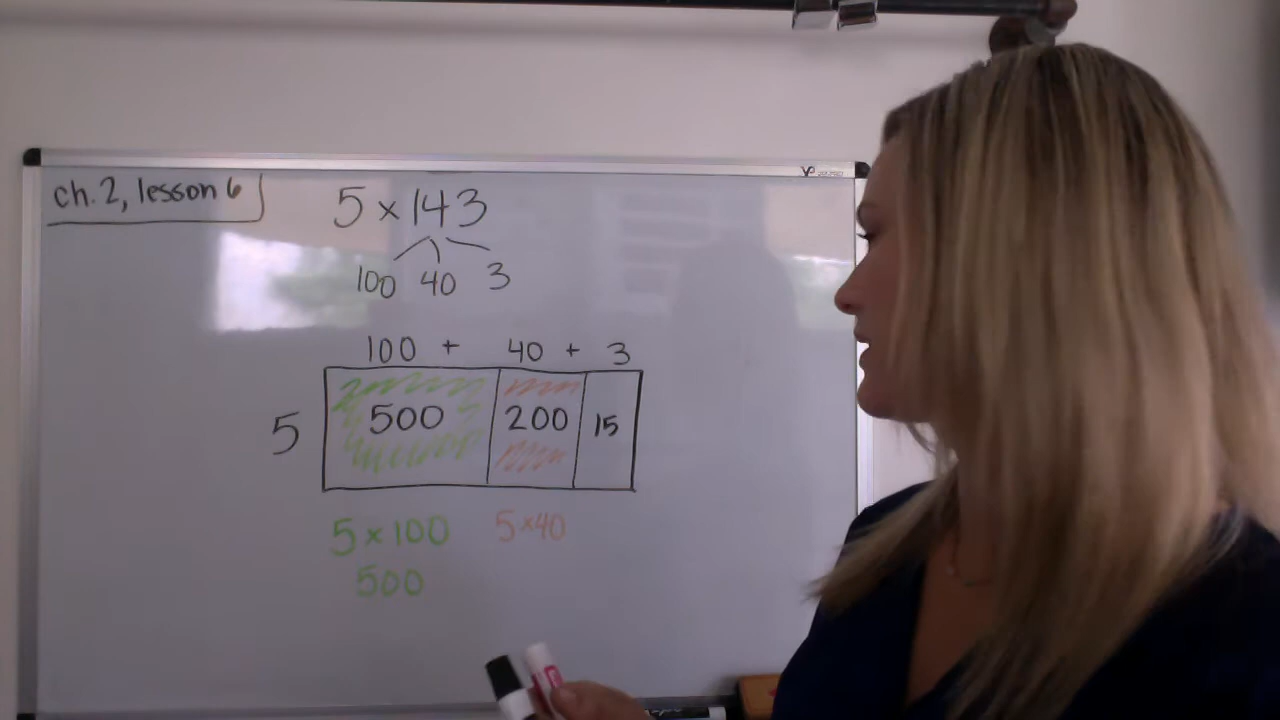 ch. 2, lesson 6
5 × 143
100 40 3
100 + 40 + 3
5 500 200 15
5 × 100 5 × 40
500